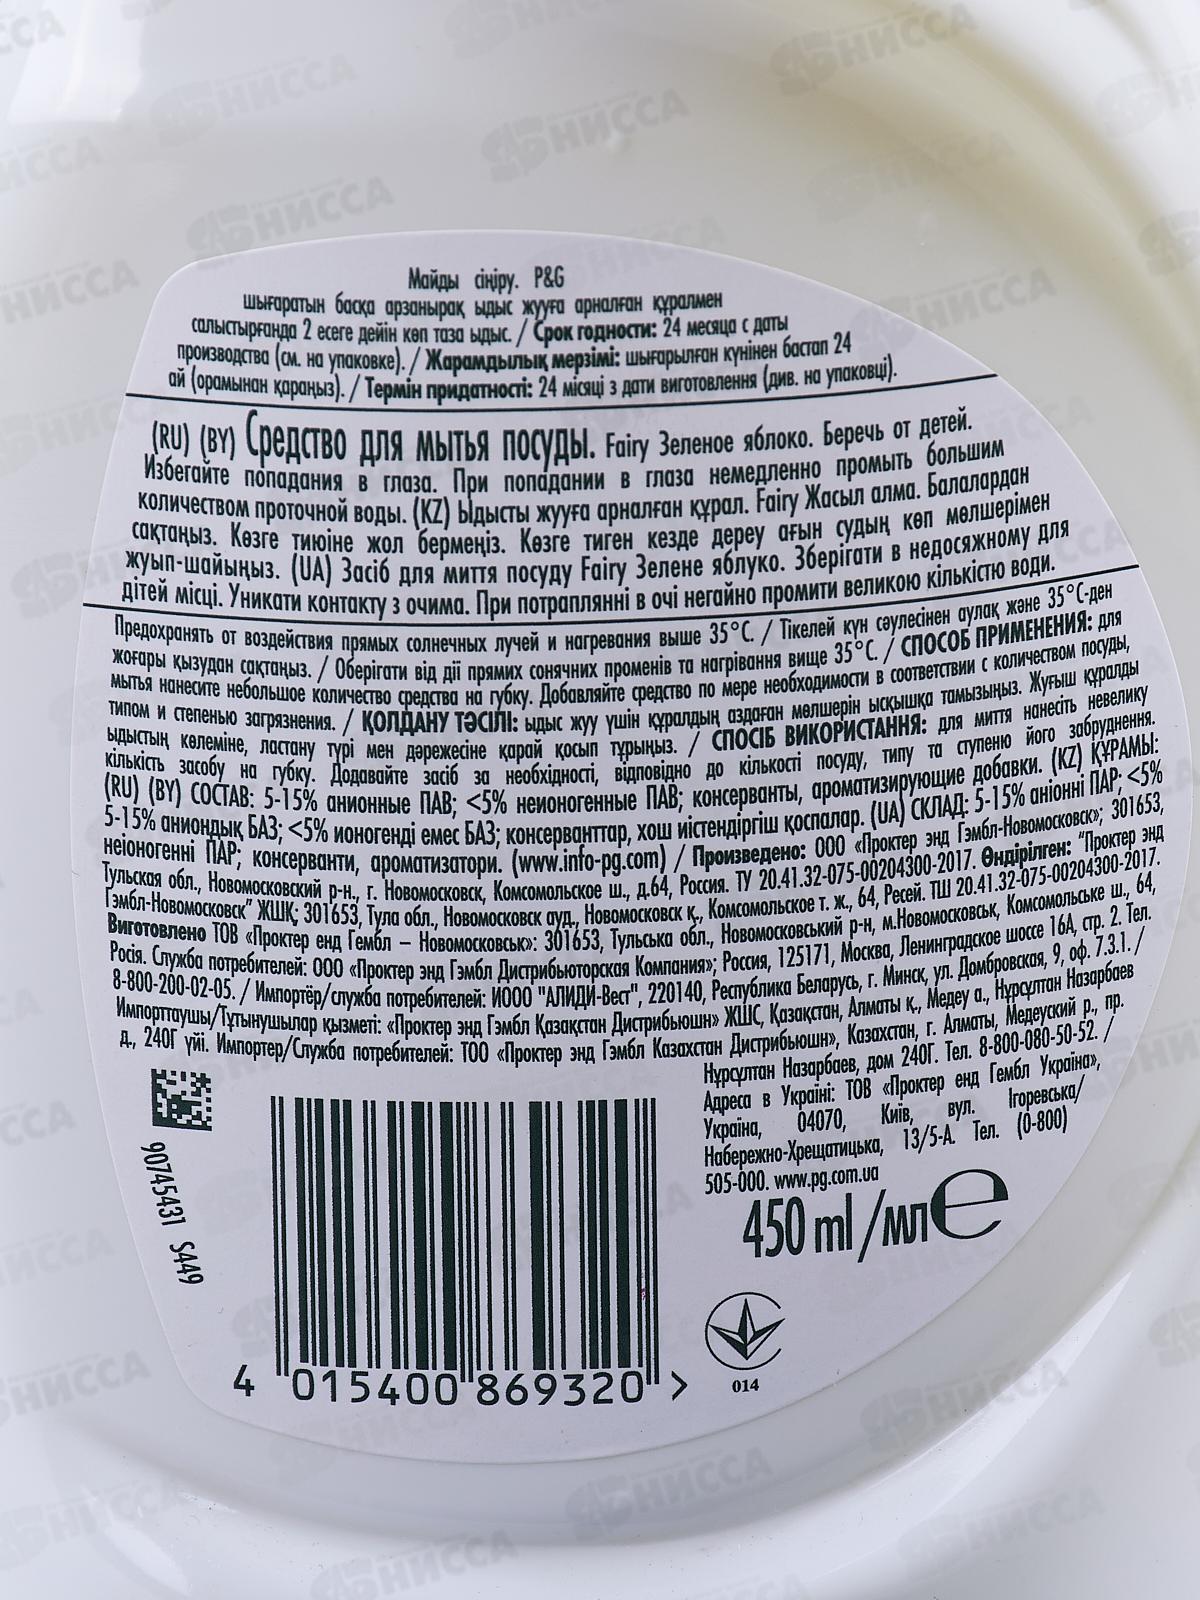 Майды сіңіру. P&G
шығаратын басқа арзанырақ ыдыс жууға арналған құралмен
салыстырғанда 2 есеге дейін көп таза ыдыс. / Срок годности: 24 месяца с даты
производства (см. на упаковке). / Жарамдылық мерзімі: шығарылған күнінен бастап 24
ай (орамынан қараңыз). / Термін придатності: 24 місяці з дати виготовлення (див. на упаковці).
(RU) (BY) Средство для мытья посуды. Fairy Зеленое яблоко. Беречь от детей.
Избегайте попадания в глаза. При попадании в глаза немедленно промыть большим
количеством проточной воды. (KZ) Ыдысты жууға арналған құрал. Fairy Жасыл алма. Балалардан
сақтаңыз. Көзге тиюіне жол бермеңіз. Көзге тиген кезде дереу ағын судың көп мөлшерімен
жуып-шайыңыз. (UA) Засіб для миття посуду Fairy Зелене яблуко. Зберігати в недосяжному для
дітей місці. Уникати контакту з очима. При потраплянні в очі негайно промити великою кількістю води.
Предохранять от воздействия прямых солнечных лучей и нагревания выше 35°C. / Тікелей күн сәулесінен аулақ және 35°C-ден
жоғары қызудан сақтаңыз. / Оберігати від дії прямих сонячних променів та нагрівання вище 35°C. / СПОСОБ ПРИМЕНЕНИЯ: для
мытья нанесите небольшое количество средства на губку. Добавляйте средство по мере необходимости в соответствии с количеством посуды,
типом и степенью загрязнения. / ҚОЛДАНУ ТӘСІЛІ: ыдыс жуу үшін құралдың аздаған мөлшерін ысқышқа тамызыңыз. Жуғыш құралды
ыдыстың көлеміне, ластану түрі мен дәрежесіне қарай қосып тұрыңыз. / СПОСІБ ВИКОРИСТАННЯ: для миття нанесіть невелику
кількість засобу на губку. Додавайте засіб за необхідності, відповідно до кількості посуду, типу та ступеню його забруднення.
(RU) (BY) СОСТАВ: 5-15% анионные ПАВ; <5% неионогенные ПАВ; консерванты, ароматизирующие добавки. (KZ) ҚҰРАМЫ:
5-15% аниондық БАЗ; <5% ионогенді емес БАЗ; консерванттар, хош иістендіргіш қоспалар. (UA) СКЛАД: 5-15% аніонні ПАР; <5%
неіоногенні ПАР; консерванти, ароматизатори. (www.info-pg.com) / Произведено: ООО «Проктер энд Гэмбл-Новомосковск»; 301653,
Тульская обл., Новомосковский р-н., г. Новомосковск, Комсомольское ш., д.64, Россия. ТУ 20.41.32-075-00204300-2017. Өндірілген: "Проктер энд
Гэмбл-Новомосковск" ЖШҚ; 301653, Тула обл., Новомосковск ауд., Новомосковск қ., Комсомольское т. ж., 64, Ресей. ТШ 20.41.32-075-00204300-2017.
Виготовлено ТОВ «Проктер енд Гембл – Новомосковськ»: 301653, Тульська обл., Новомосковський р-н, м.Новомосковськ, Комсомольське ш., 64,
Росія. Служба потребителей: ООО «Проктер энд Гэмбл Дистрибьюторская Компания»; Россия, 125171, Москва, Ленинградское шоссе 16А, стр. 2. Тел.
8-800-200-02-05. / Импортёр/служба потребителей: ИООО "АЛИДИ-Вест", 220140, Республика Беларусь, г. Минск, ул. Домбровская, 9, оф. 7.3.1. /
Импорттаушы/Тұтынушылар қызметі: «Проктер энд Гэмбл Қазақстан Дистрибьюшн» ЖШС, Қазақстан, Алматы қ., Медеу а., Нұрсұлтан Назарбаев
д., 240Г үйі. Импортер/Служба потребителей: ТОО «Проктер энд Гэмбл Казахстан Дистрибьюшн», Казахстан, г. Алматы, Медеуский р., пр.
Нұрсұлтан Назарбаев, дом 240Г. Тел. 8-800-080-50-52. /
Адреса в Україні: ТОВ «Проктер енд Гембл Україна»,
Україна, 04070, Київ, вул. Ігоревська/
Набережно-Хрещатицька, 13/5-А. Тел. (0-800)
505-000. www.pg.com.ua
450 ml/мл e
90745431 S449
4 015400 869320 >
014
БНИССА